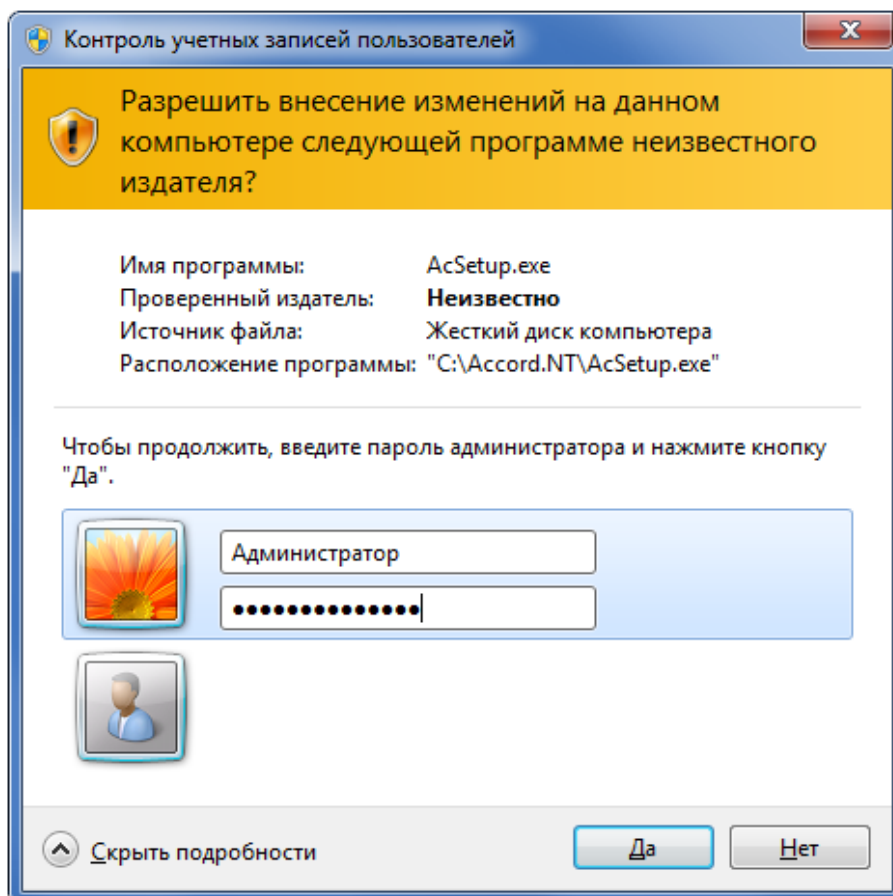 Контроль учетных записей пользователей
Разрешить внесение изменений на данном
компьютере следующей программе неизвестного
издателя?
Имя программы: AcSetup.exe
Проверенный издатель: Неизвестно
Источник файла: Жесткий диск компьютера
Расположение программы: "C:\Accord.NT\AcSetup.exe"
Чтобы продолжить, введите пароль администратора и нажмите кнопку
"Да".
Администратор
●●●●●●●●●●●●●●
Скрыть подробности
Да
Нет